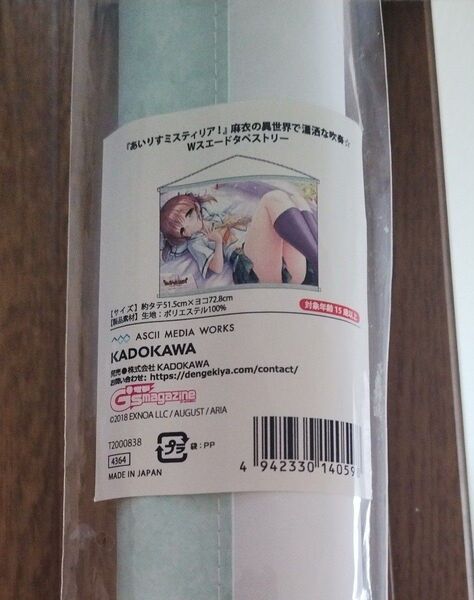 『あいりすミスティリア！』麻衣の異世界で瀟洒な吹奏☆
Wスエードタペストリー
【サイズ】約タテ51.5cm×ヨコ72.8cm
【製品素材】生地：ポリエステル100%
対象年齢15歳以上
ASCII MEDIA WORKS
KADOKAWA
発売●株式会社 KADOKAWA
お問い合わせ: https://dengekiya.com/contact/
電撃
G'smagazine
©2018 EXNOA LLC / AUGUST / ARIA
T2000838
4364
プラ
袋：PP
MADE IN JAPAN
4 942330 14059